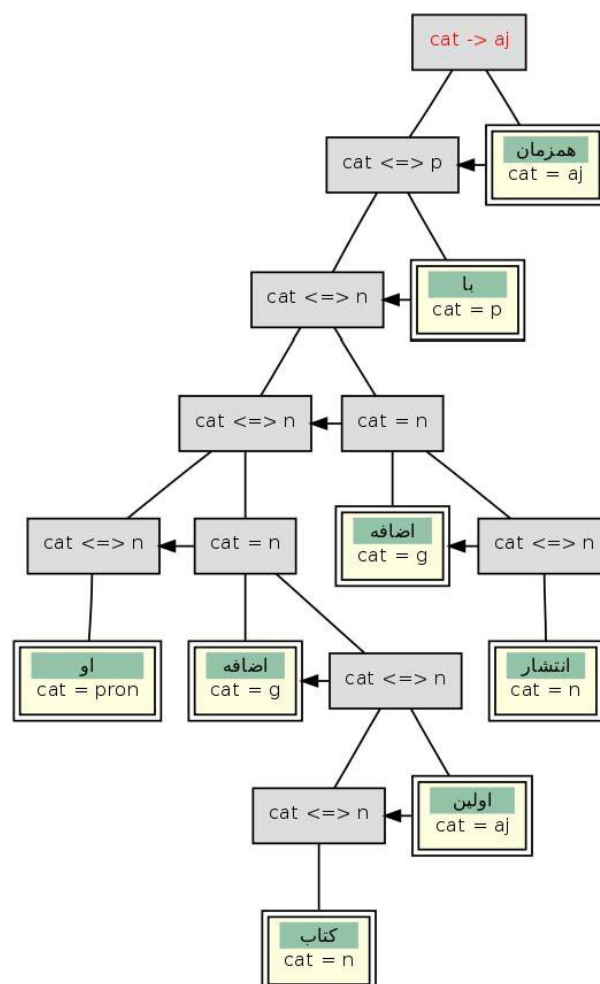 cat -> aj
cat <=> p
همزمان
cat = aj
cat <=> n
با
cat = p
cat <=> n
cat = n
cat <=> n
cat = n
اضافه
cat = g
cat <=> n
او
cat = pron
اضافه
cat = g
cat <=> n
انتشار
cat = n
cat <=> n
اولین
cat = aj
کتاب
cat = n